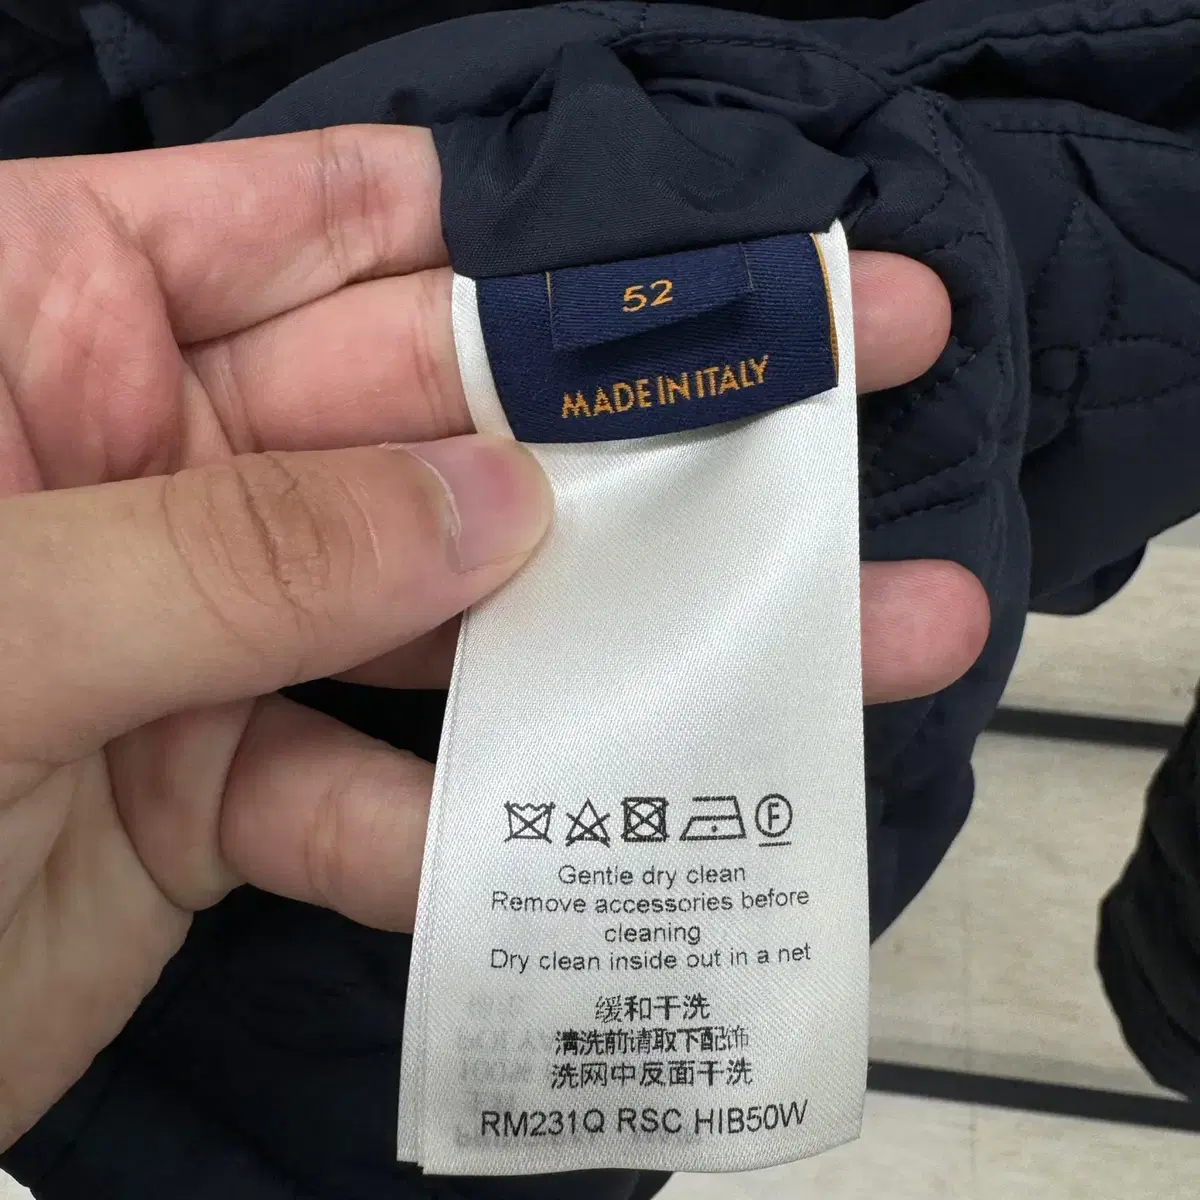 52
MADE IN ITALY
F
Gentle dry clean
Remove accessories before
cleaning
Dry clean inside out in a net
缓和干洗
清洗前请取下配饰
洗网中反面干洗
RM231Q RSC HIB50W